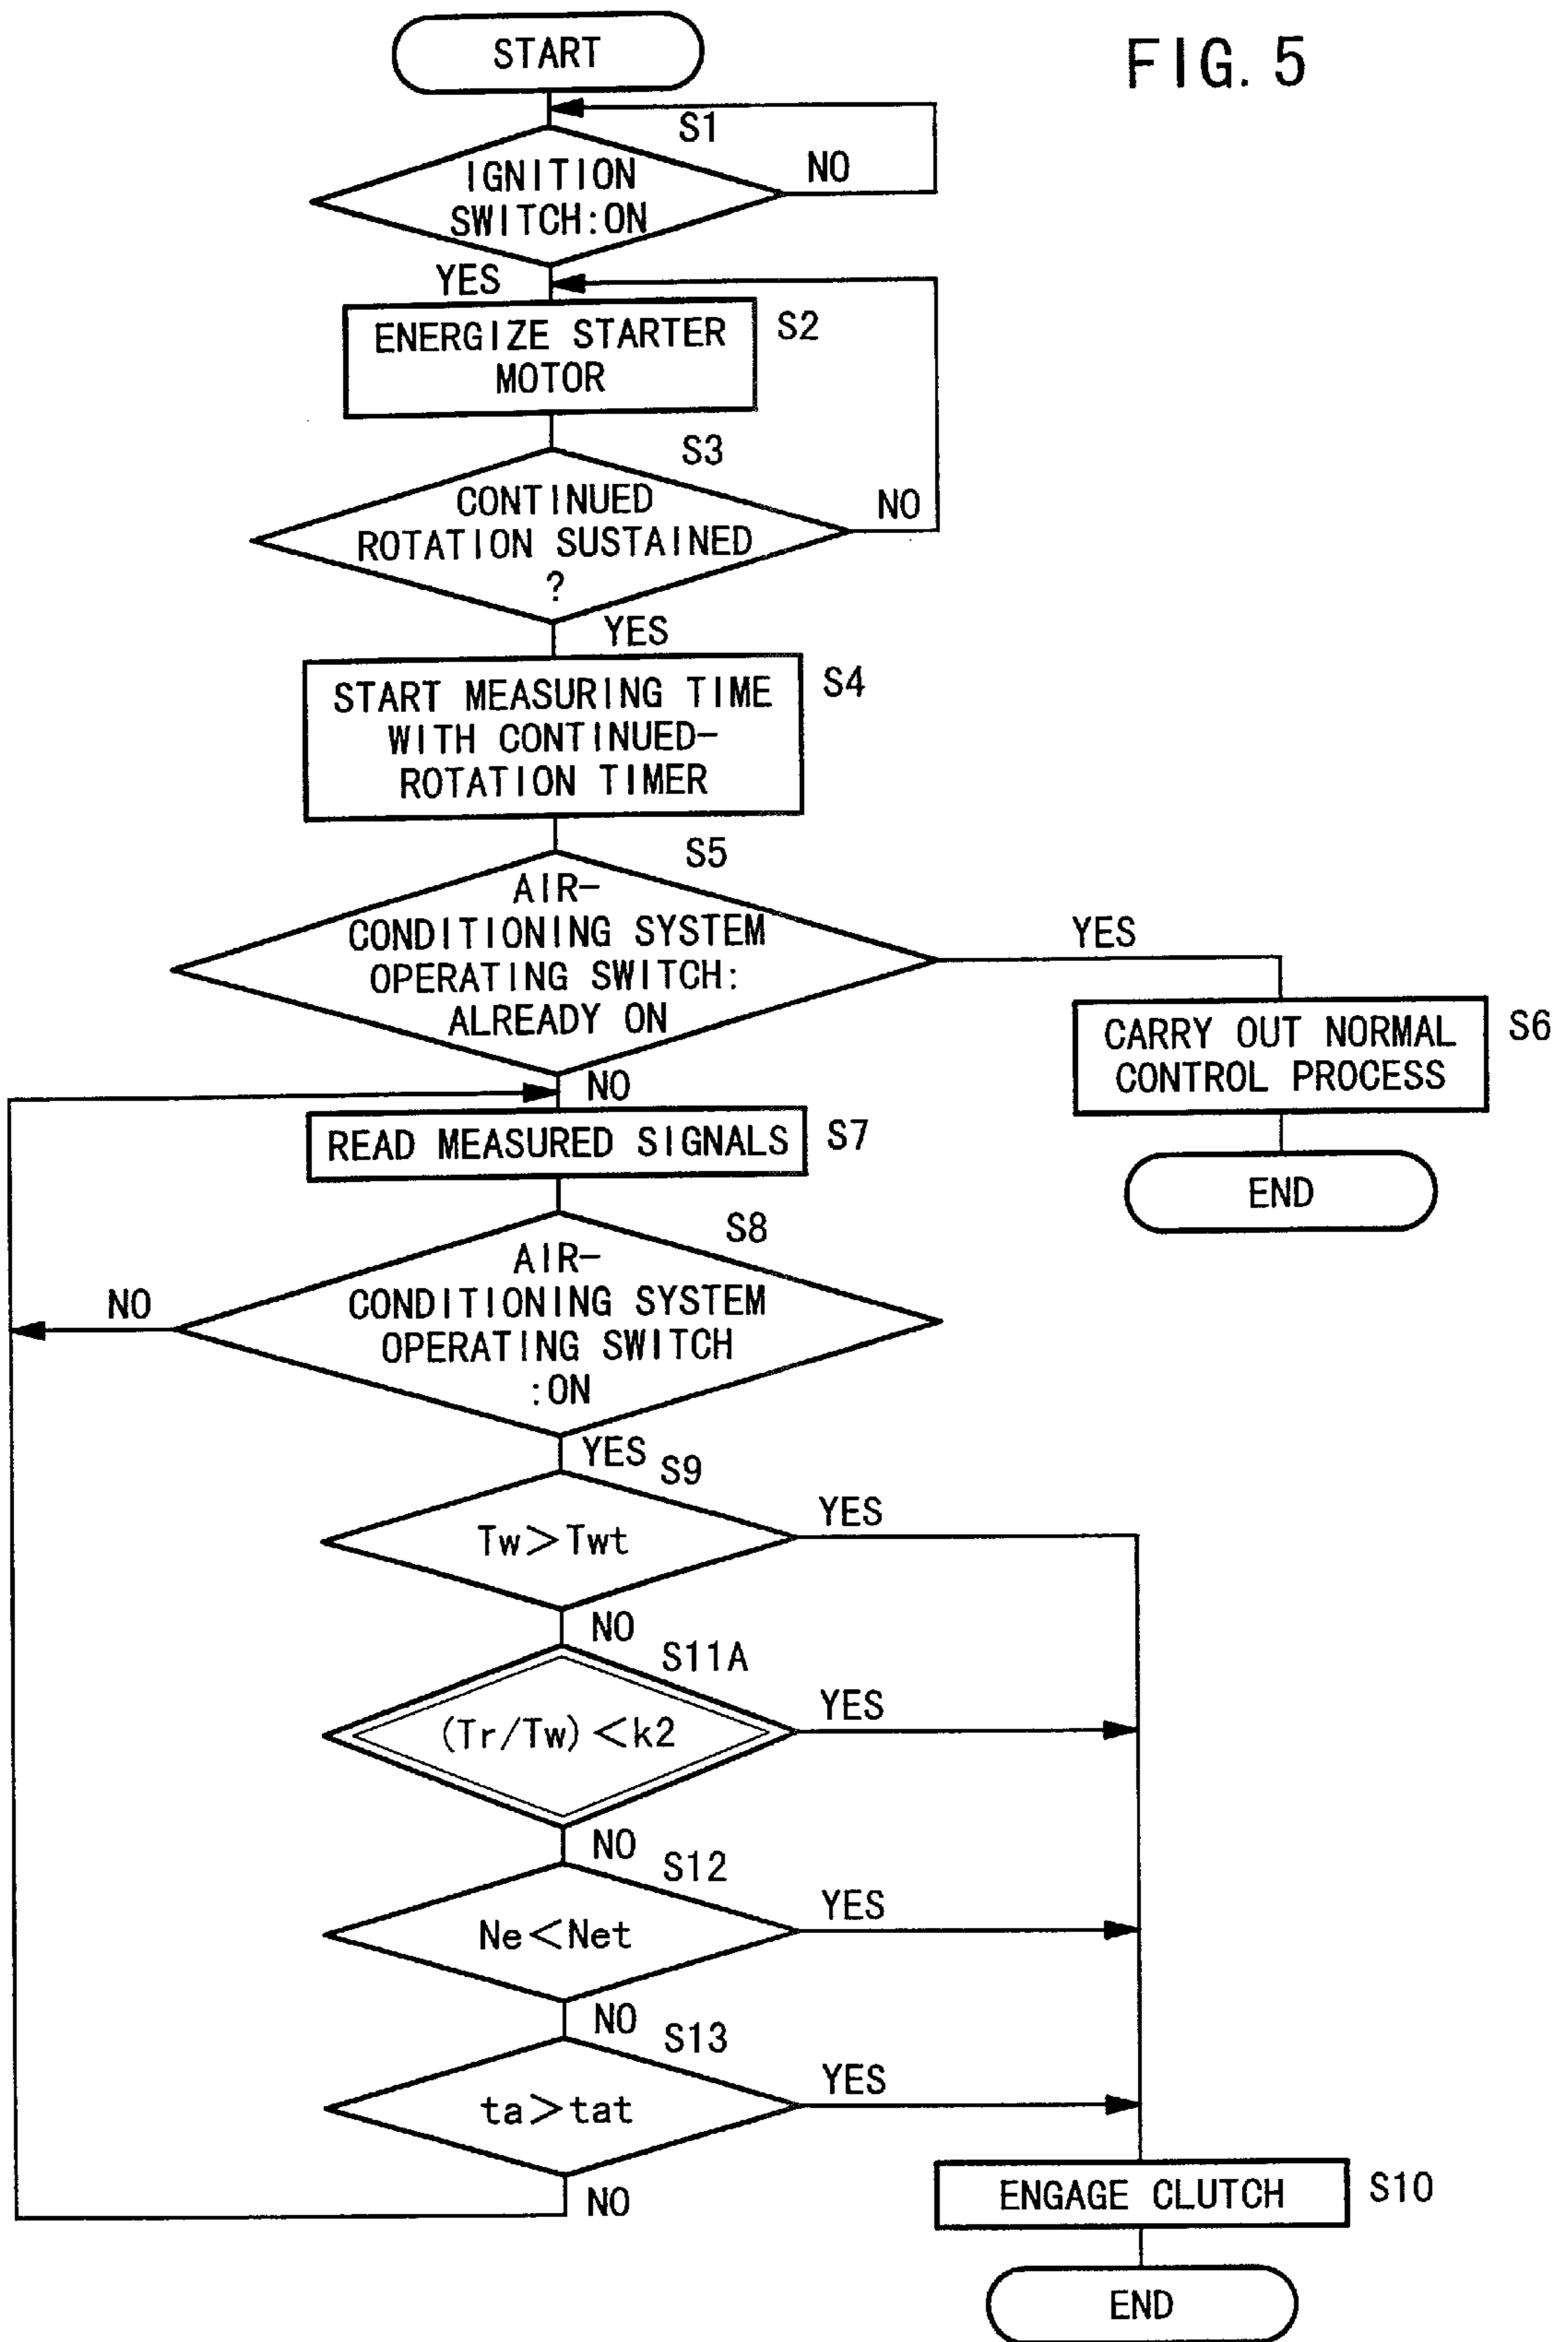 FIG. 5
START
S1
IGNITION
SWITCH:ON
NO
YES
ENERGIZE STARTER
MOTOR
S2
S3
CONTINUED
ROTATION SUSTAINED
?
NO
YES
START MEASURING TIME
WITH CONTINUED-
ROTATION TIMER
S4
S5
AIR-
CONDITIONING SYSTEM
OPERATING SWITCH:
ALREADY ON
YES
CARRY OUT NORMAL
CONTROL PROCESS
S6
END
NO
READ MEASURED SIGNALS
S7
S8
AIR-
CONDITIONING SYSTEM
OPERATING SWITCH
:ON
NO
YES
S9
Tw>Twt
YES
NO
S11A
(Tr/Tw)<k2
YES
NO
S12
Ne<Net
YES
NO
S13
ta>tat
YES
NO
ENGAGE CLUTCH
S10
END